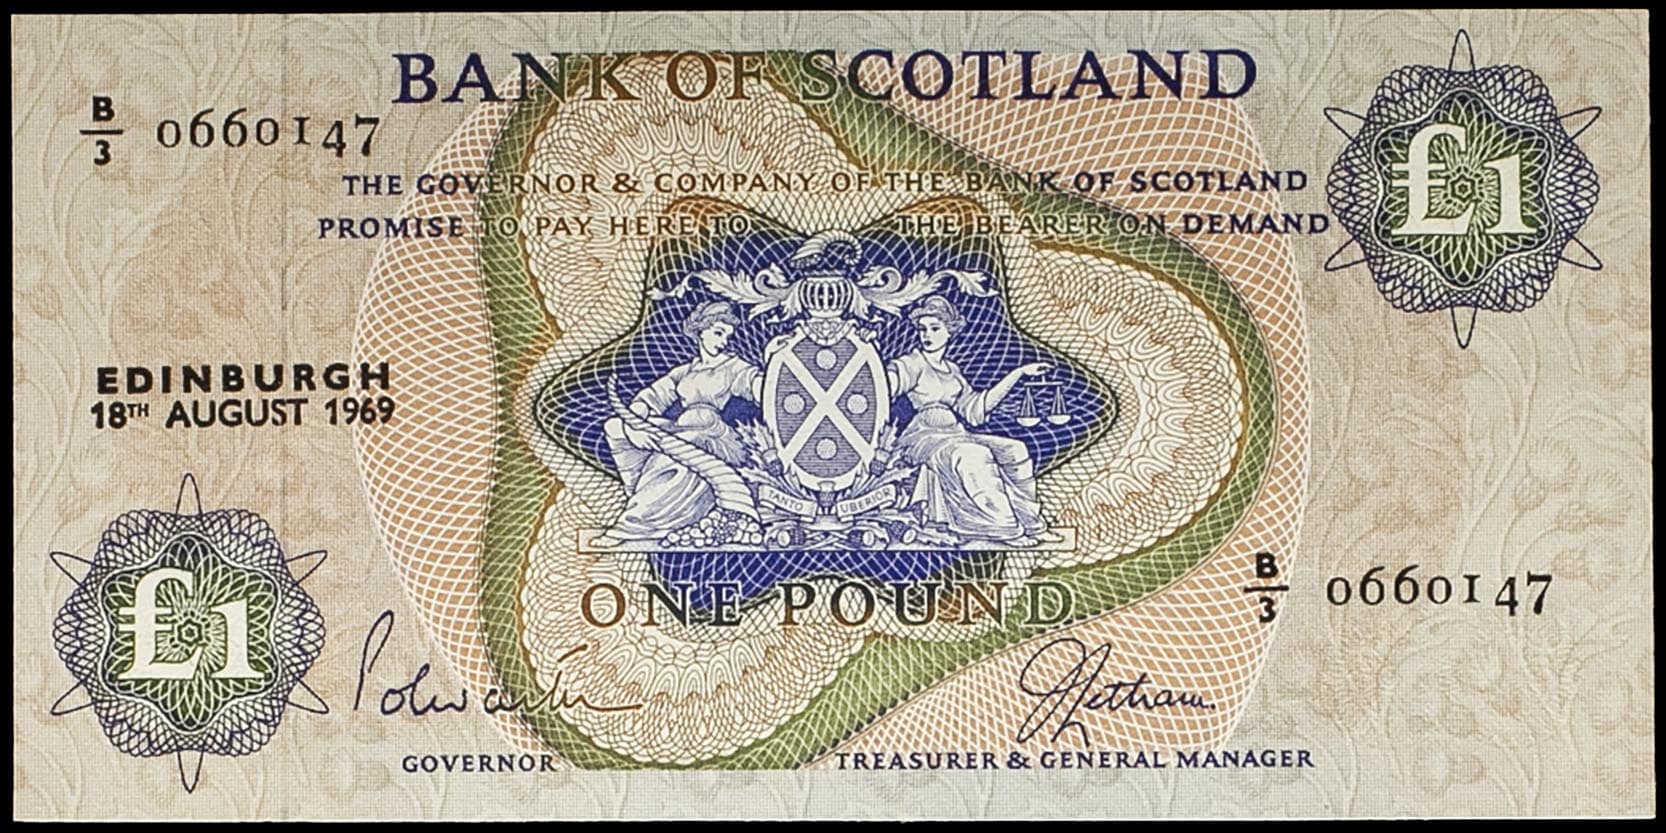 BANK OF SCOTLAND
B/3 0660147
£1
THE GOVERNOR & COMPANY OF THE BANK OF SCOTLAND
PROMISE TO PAY HERE TO THE BEARER ON DEMAND
EDINBURGH
18TH AUGUST 1969
TANTO UBERIOR
ONE POUND
B/3 0660147
£1
Polwarth
JLetham.
GOVERNOR
TREASURER & GENERAL MANAGER